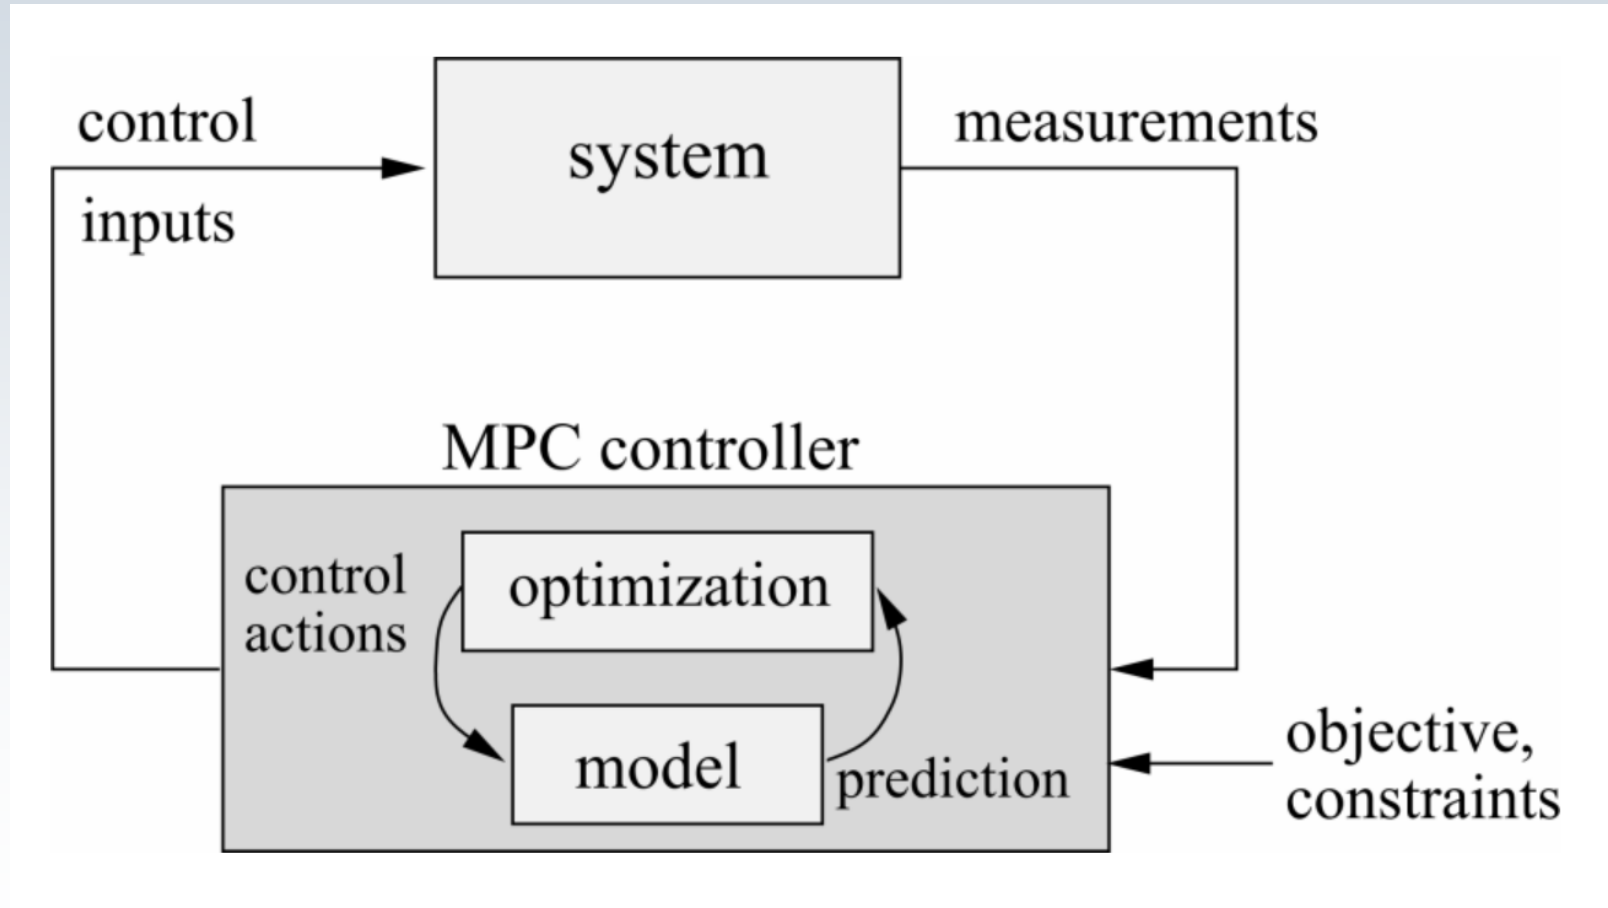 control
inputs
system
measurements
MPC controller
control
actions
optimization
model
prediction
objective,
constraints